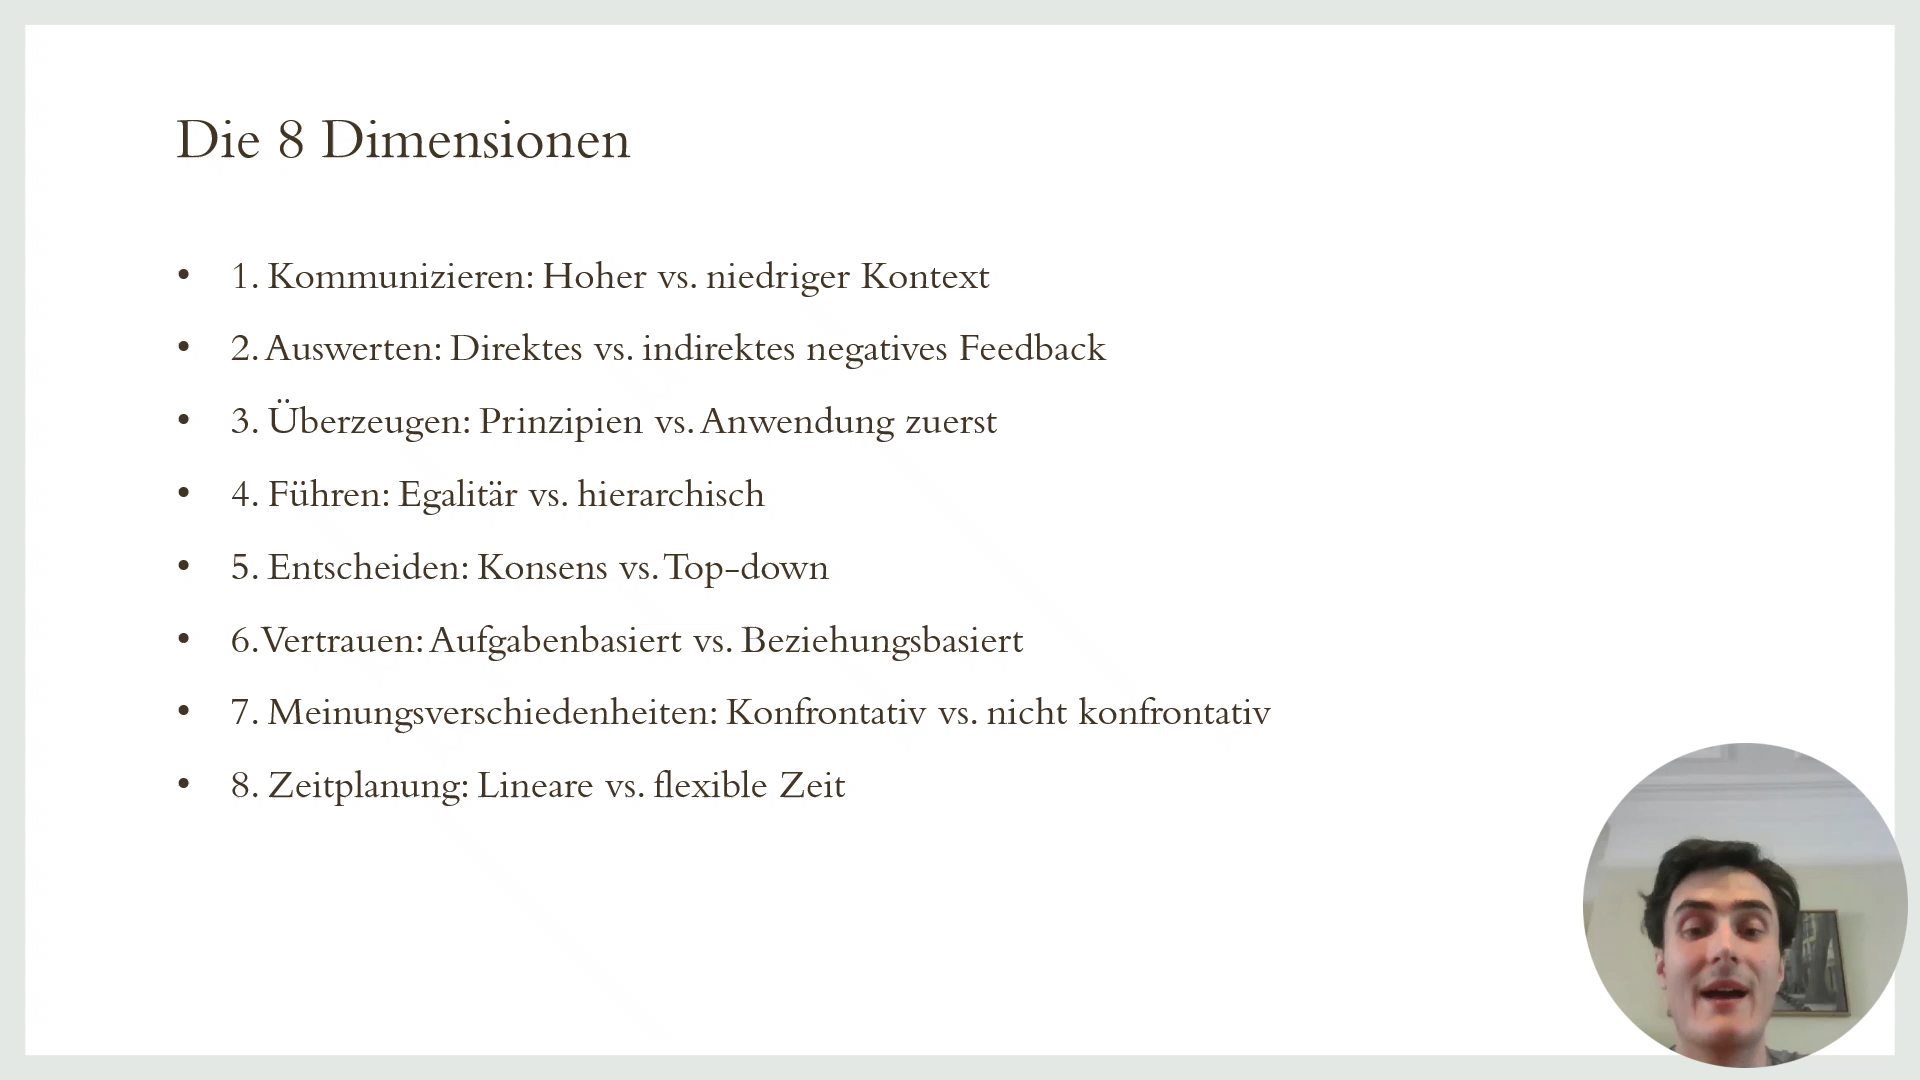 Die 8 Dimensionen
• 1. Kommunizieren: Hoher vs. niedriger Kontext
• 2. Auswerten: Direktes vs. indirektes negatives Feedback
• 3. Überzeugen: Prinzipien vs. Anwendung zuerst
• 4. Führen: Egalitär vs. hierarchisch
• 5. Entscheiden: Konsens vs. Top-down
• 6. Vertrauen: Aufgabenbasiert vs. Beziehungsbasiert
• 7. Meinungsverschiedenheiten: Konfrontativ vs. nicht konfrontativ
• 8. Zeitplanung: Lineare vs. flexible Zeit